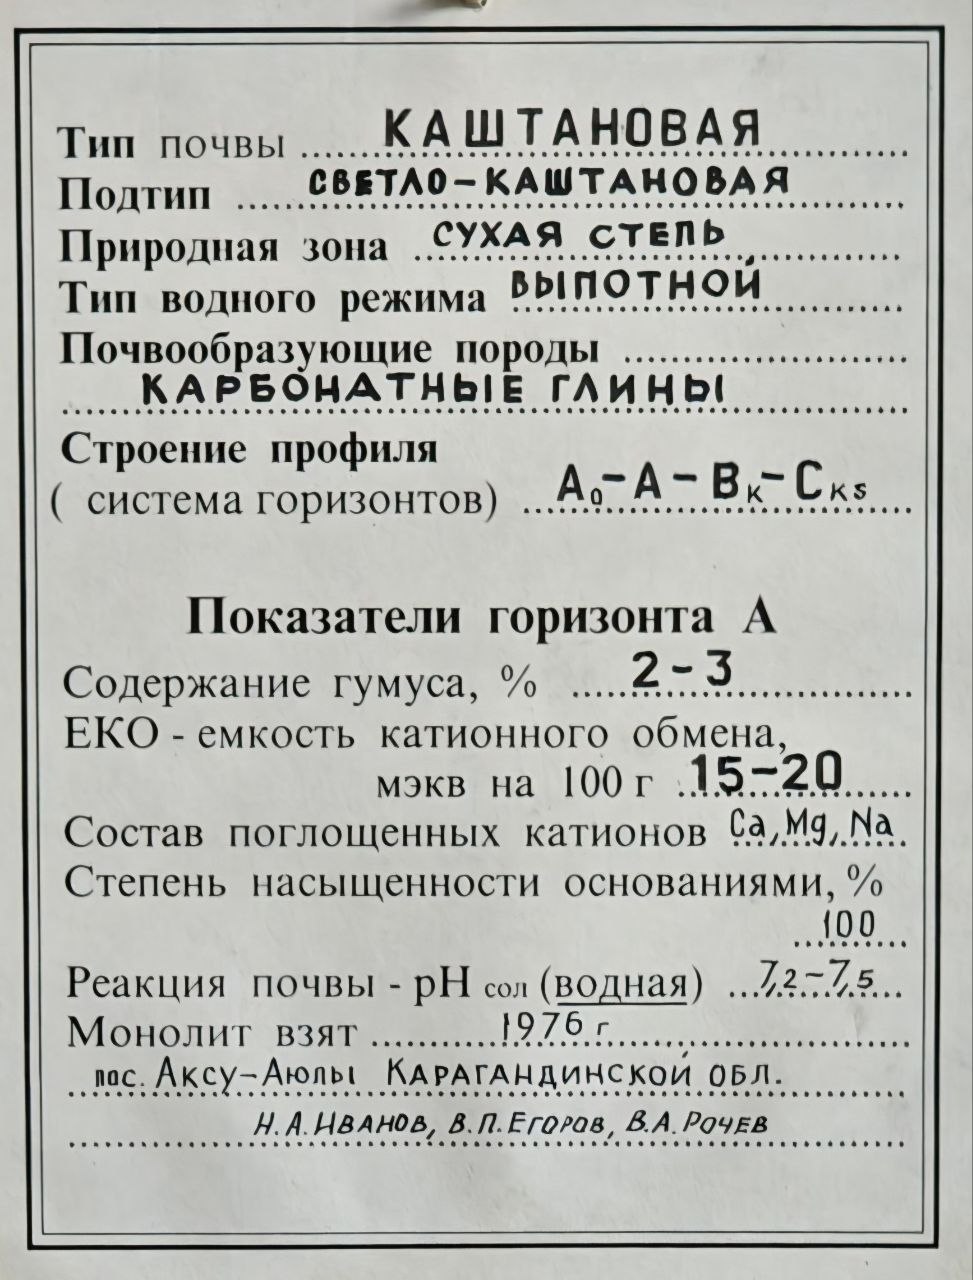 Тип почвы КАШТАНОВАЯ
Подтип СВЕТЛО-КАШТАНОВАЯ
Природная зона СУХАЯ СТЕПЬ
Тип водного режима ВЫПОТНОЙ
Почвообразующие породы
КАРБОНАТНЫЕ ГЛИНЫ
Строение профиля
( система горизонтов) A₀-A-Bк-Cкs
Показатели горизонта А
Содержание гумуса, % 2-3
ЕКО - емкость катионного обмена,
мэкв на 100 г 15-20
Состав поглощенных катионов Ca, Mg, Na
Степень насыщенности основаниями, %
100
Реакция почвы - pH сол (водная) 7,2-7,5
Монолит взят 1976 г
пос. Аксу-Аюлы КАРАГАНДИНСКОЙ ОБЛ.
Н.А.ИВАНОВ, В.П.ЕГОРОВ, В.А.РОЧЕВ